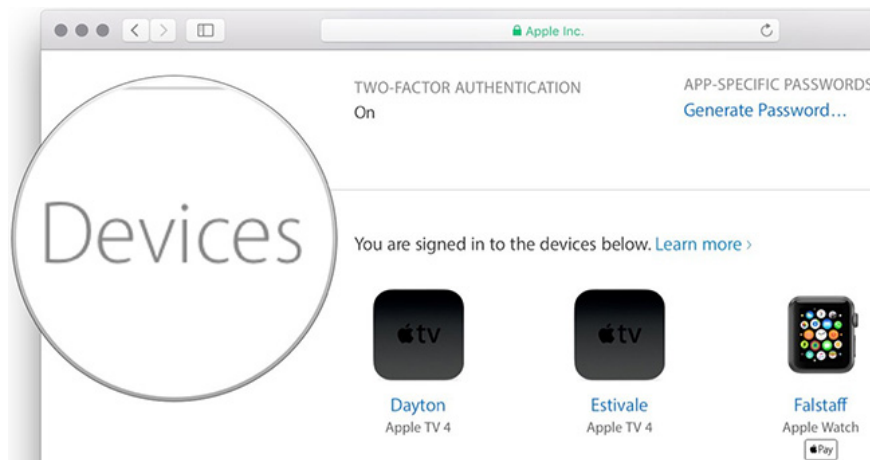 Apple Inc.
TWO-FACTOR AUTHENTICATION
On
APP-SPECIFIC PASSWORDS
Generate Password...
Devices
You are signed in to the devices below. Learn more ›
tv
tv
Dayton
Apple TV 4
Estivale
Apple TV 4
Falstaff
Apple Watch
Pay